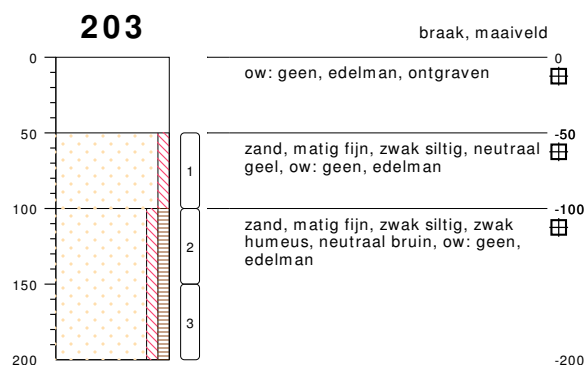 203
braak, maaiveld
0
0
ow: geen, edelman, ontgraven
50
-50
zand, matig fijn, zwak siltig, neutraal
geel, ow: geen, edelman
1
100
-100
zand, matig fijn, zwak siltig, zwak
humeus, neutraal bruin, ow: geen,
edelman
2
150
3
200
-200